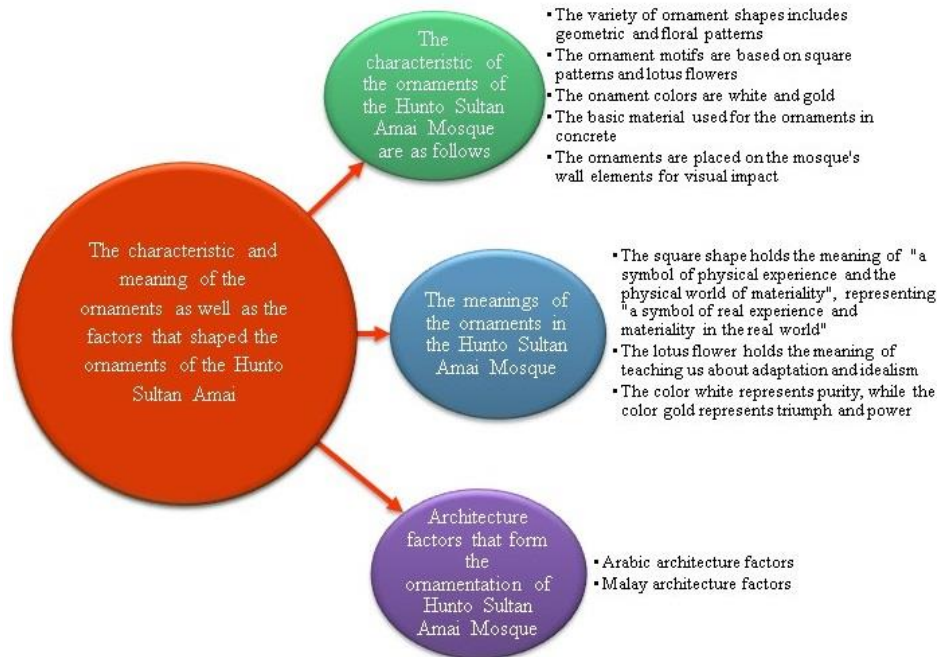 The characteristic and
meaning of the
ornaments as well as the
factors that shaped the
ornaments of the Hunto
Sultan Amai
The
characteristic of
the ornaments of
the Hunto Sultan
Amai Mosque
are as follows
▪ The variety of ornament shapes includes
geometric and floral patterns
▪ The ornament motifs are based on square
patterns and lotus flowers
▪ The onament colors are white and gold
▪ The basic material used for the ornaments in
concrete
▪ The ornaments are placed on the mosque's
wall elements for visual impact
The meanings of
the ornaments in
the Hunto Sultan
Amai Mosque
▪ The square shape holds the meaning of "a
symbol of physical experience and the
physical world of materiality", representing
"a symbol of real experience and
materiality in the real world"
▪ The lotus flower holds the meaning of
teaching us about adaptation and idealism
▪ The color white represents purity, while the
color gold represents triumph and power
Architecture
factors that form
the
ornamentation of
Hunto Sultan
Amai Mosque
▪ Arabic architecture factors
▪ Malay architecture factors